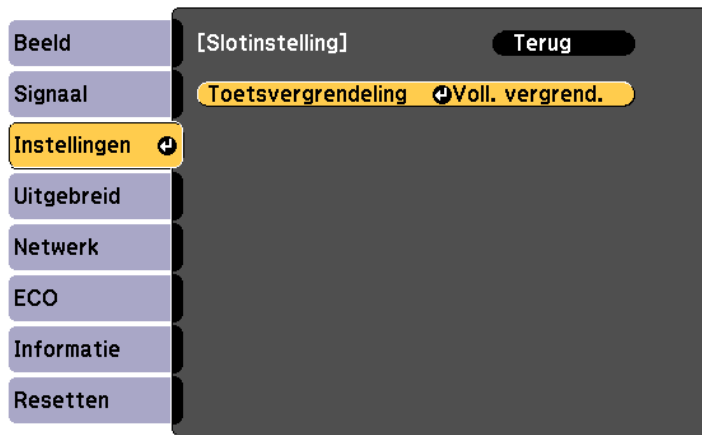 Beeld
Signaal
Instellingen
Uitgebreid
Netwerk
ECO
Informatie
Resetten
[Slotinstelling] Terug
Toetsvergrendeling Voll. vergrend.